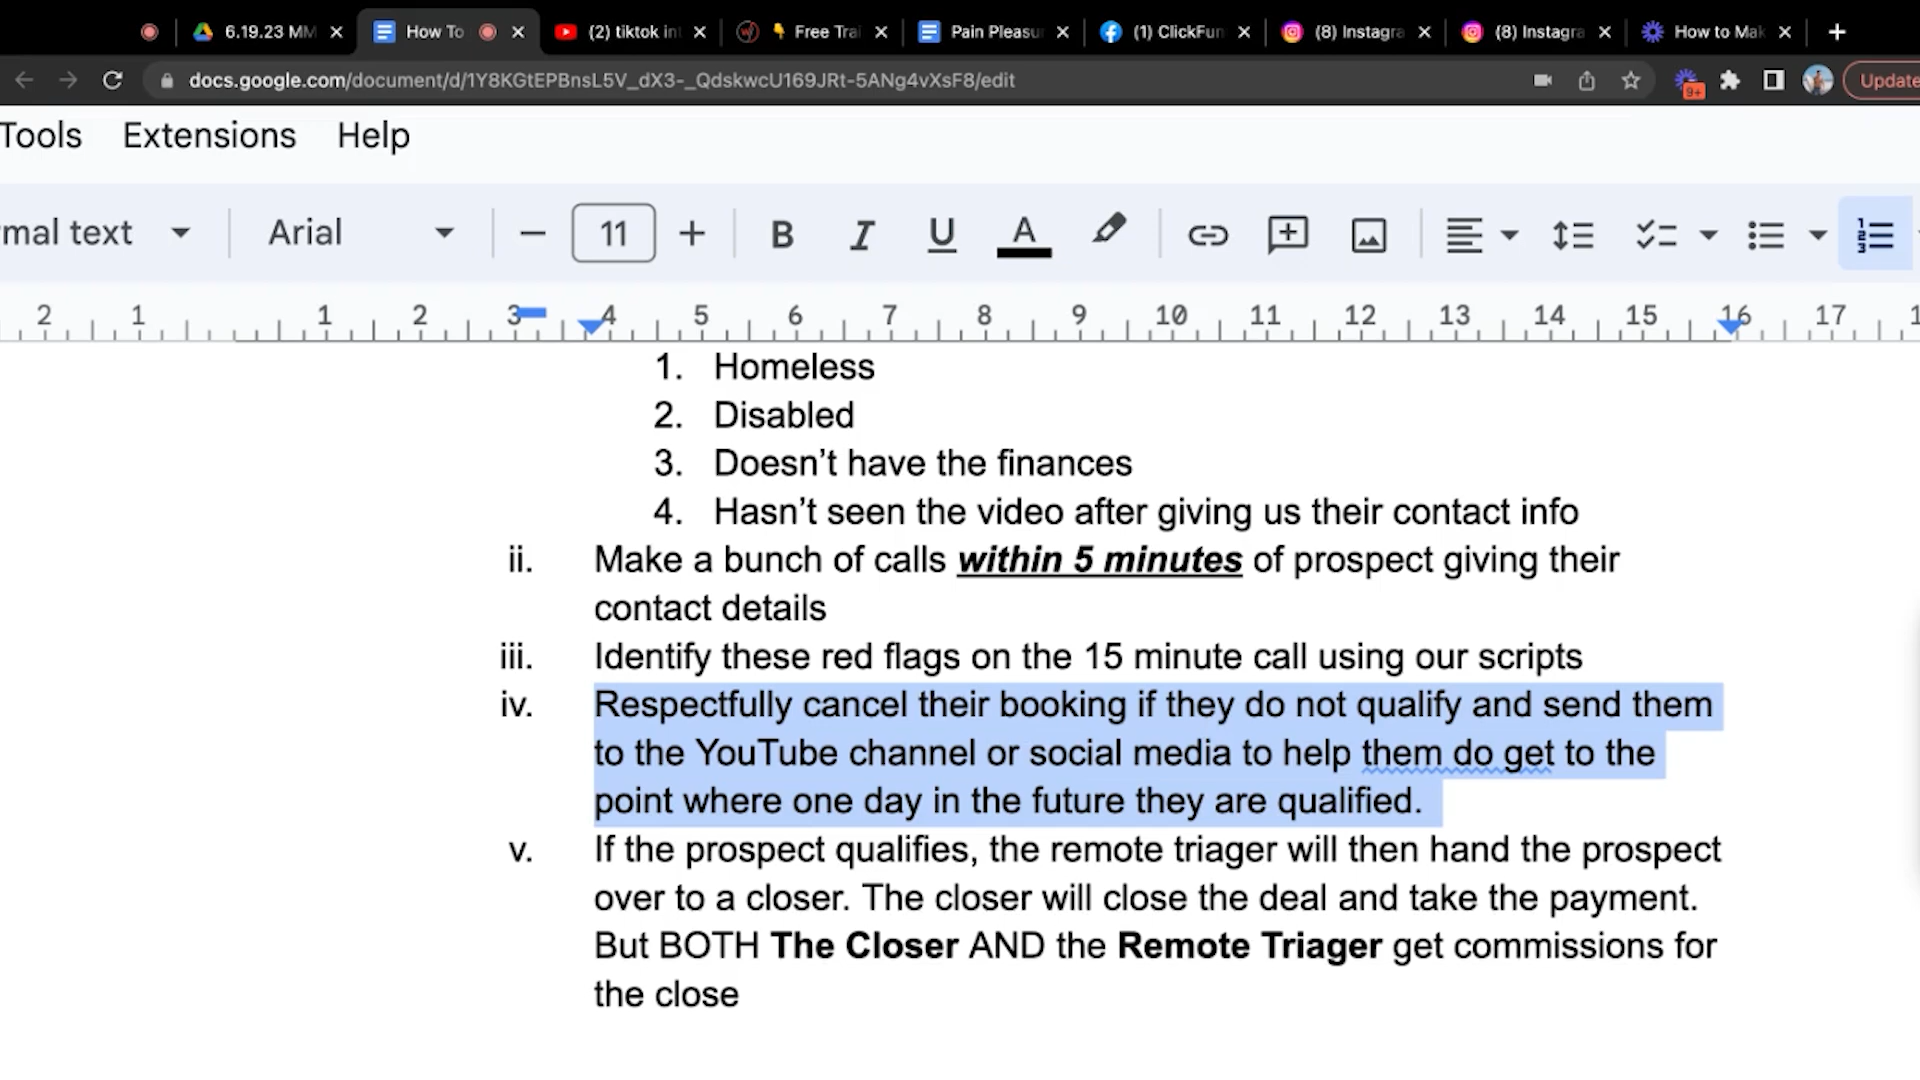 6.19.23 MM
How To
(2) tiktok in
Free Trai
Pain Pleasu
(1) ClickFun
(8) Instagra
(8) Instagra
How to Mak
docs.google.com/document/d/1Y8KGtEPBnsL5V_dX3-_QdskwcU169JRt-5ANg4vXsF8/edit
9+
Update
Tools Extensions Help
rmal text Arial 11 B I U A
2 1 1 2 3 4 5 6 7 8 9 10 11 12 13 14 15 16 17
1. Homeless
2. Disabled
3. Doesn't have the finances
4. Hasn't seen the video after giving us their contact info
ii. Make a bunch of calls within 5 minutes of prospect giving their
contact details
iii. Identify these red flags on the 15 minute call using our scripts
iv. Respectfully cancel their booking if they do not qualify and send them
to the YouTube channel or social media to help them do get to the
point where one day in the future they are qualified.
v. If the prospect qualifies, the remote triager will then hand the prospect
over to a closer. The closer will close the deal and take the payment.
But BOTH The Closer AND the Remote Triager get commissions for
the close